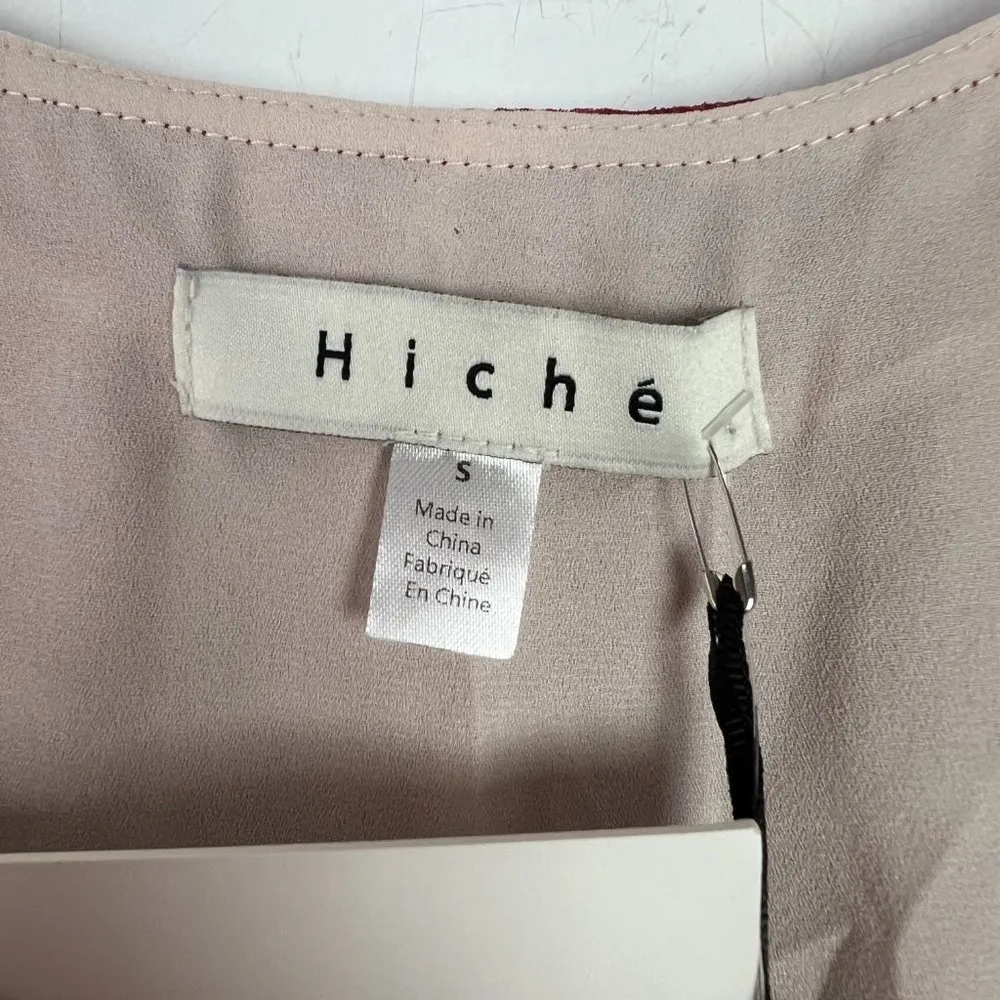 Hiché
S
Made in
China
Fabriqué
En Chine